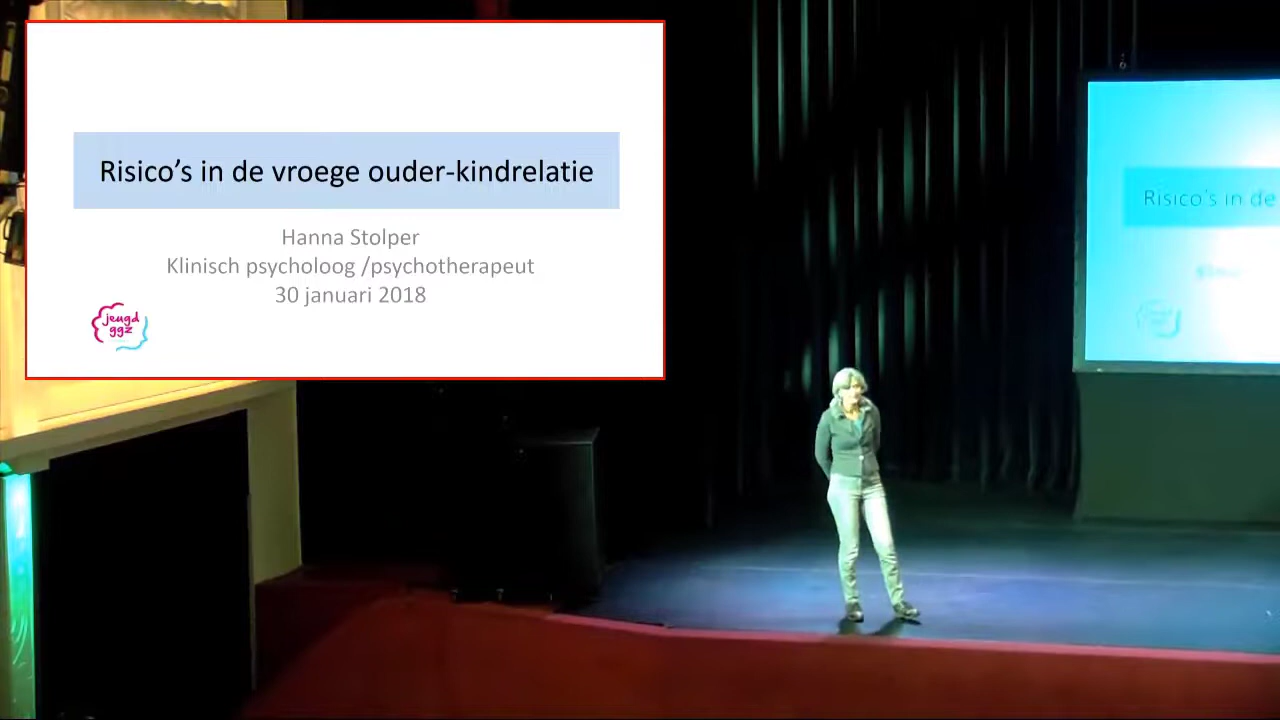 Risico’s in de vroege ouder-kindrelatie
Hanna Stolper
Klinisch psycholoog /psychotherapeut
30 januari 2018
jeugd
ggz
Risico’s in de